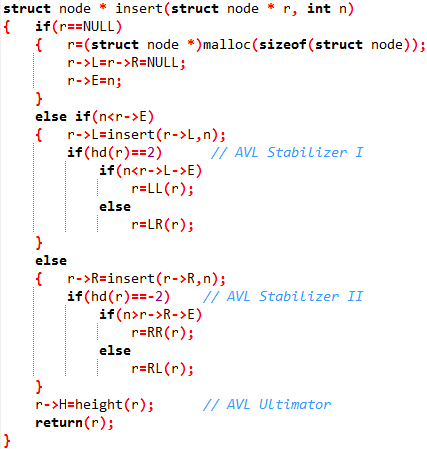 struct node * insert(struct node * r, int n)
{   if(r==NULL)
    {   r=(struct node *)malloc(sizeof(struct node));
        r->L=r->R=NULL;
        r->E=n;
    }
    else if(n<r->E)
    {   r->L=insert(r->L,n);
        if(hd(r)==2)      // AVL Stabilizer I
            if(n<r->L->E)
                r=LL(r);
            else
                r=LR(r);
    }
    else
    {   r->R=insert(r->R,n);
        if(hd(r)==-2)    // AVL Stabilizer II
            if(n>r->R->E)
                r=RR(r);
            else
                r=RL(r);
    }
    r->H=height(r);      // AVL Ultimator
    return(r);
}